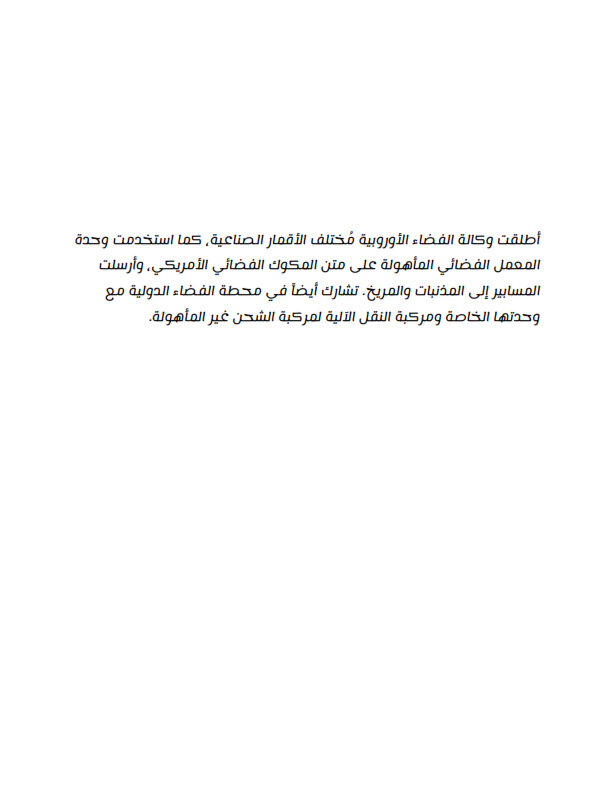 أطلقت وكالة الفضاء الأوروبية مُختلف الأقمار الصناعية، كما استخدمت وحدة
المعمل الفضائي المأهولة على متن المكوك الفضائي الأمريكي، وأرسلت
المسابير إلى المذنبات والمريخ. تشارك أيضاً في محطة الفضاء الدولية مع
وحدتها الخاصة ومركبة النقل الآلية لمركبة الشحن غير المأهولة.